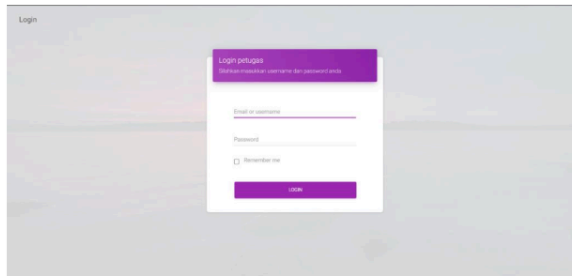 Login
Login petugas
Silahkan masukkan username dan password anda
Email or username
Password
Remember me
LOGIN